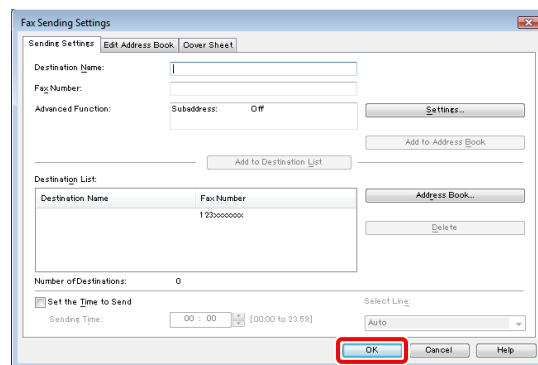 Fax Sending Settings
Sending Settings Edit Address Book Cover Sheet
Destination Name:
Fax Number:
Advanced Function: Subaddress: Off Settings...
Add to Address Book
Add to Destination List
Destination List:
Destination Name Fax Number Address Book...
123xxxxxxx
Delete
Number of Destinations: 0
Set the Time to Send Select Line:
Sending Time: 00 : 00 [00:00 to 23:59] Auto
OK Cancel Help